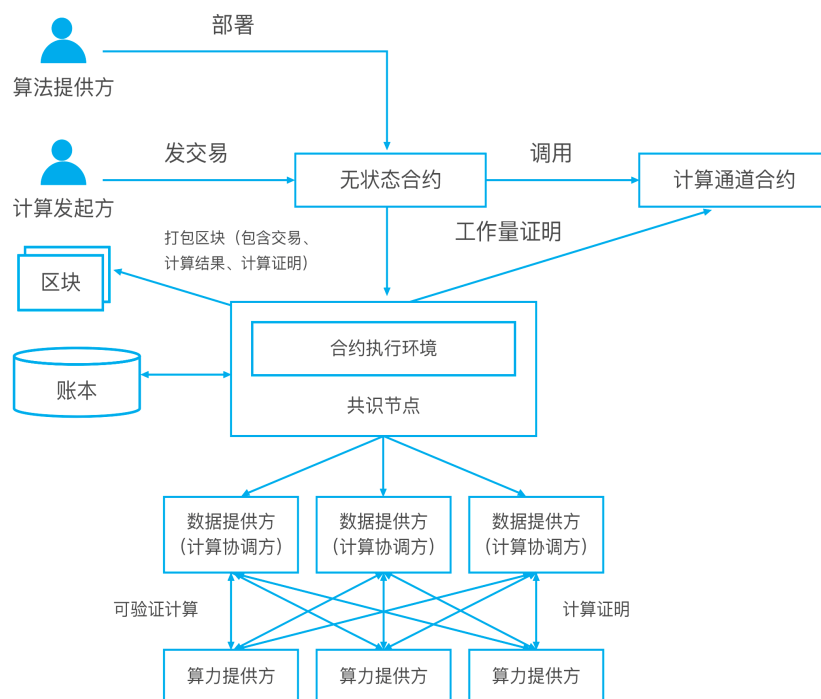 部署
算法提供方
发交易
调用
无状态合约
计算通道合约
计算发起方
打包区块（包含交易、
计算结果、计算证明）
工作量证明
区块
合约执行环境
账本
共识节点
数据提供方
(计算协调方)
数据提供方
(计算协调方)
数据提供方
(计算协调方)
可验证计算
计算证明
算力提供方
算力提供方
算力提供方